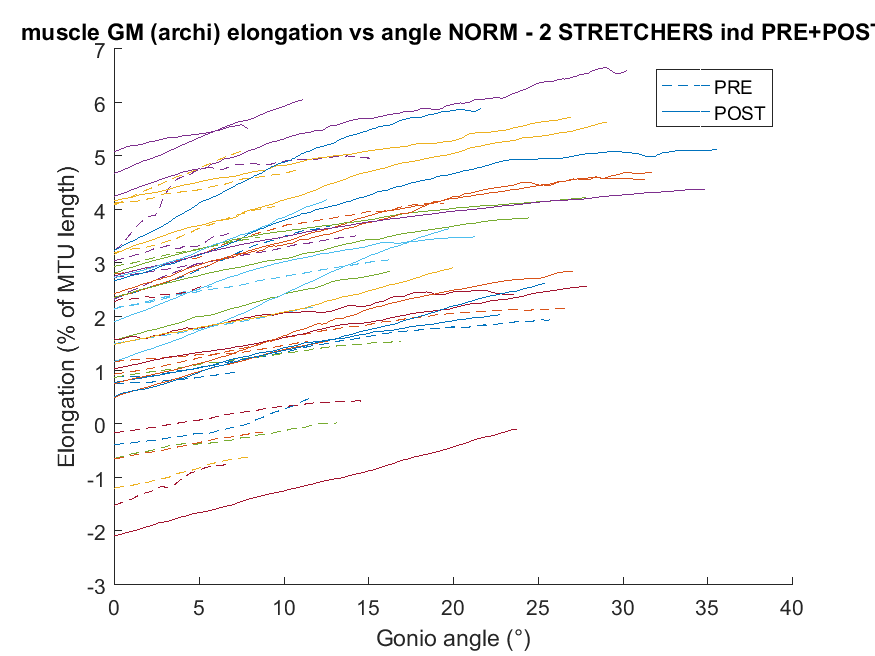 muscle GM (archi) elongation vs angle NORM - 2 STRETCHERS ind PRE+POST
7
6
5
4
3
2
1
0
-1
-2
-3
Elongation (% of MTU length)
PRE
POST
0 5 10 15 20 25 30 35 40
Gonio angle (°)